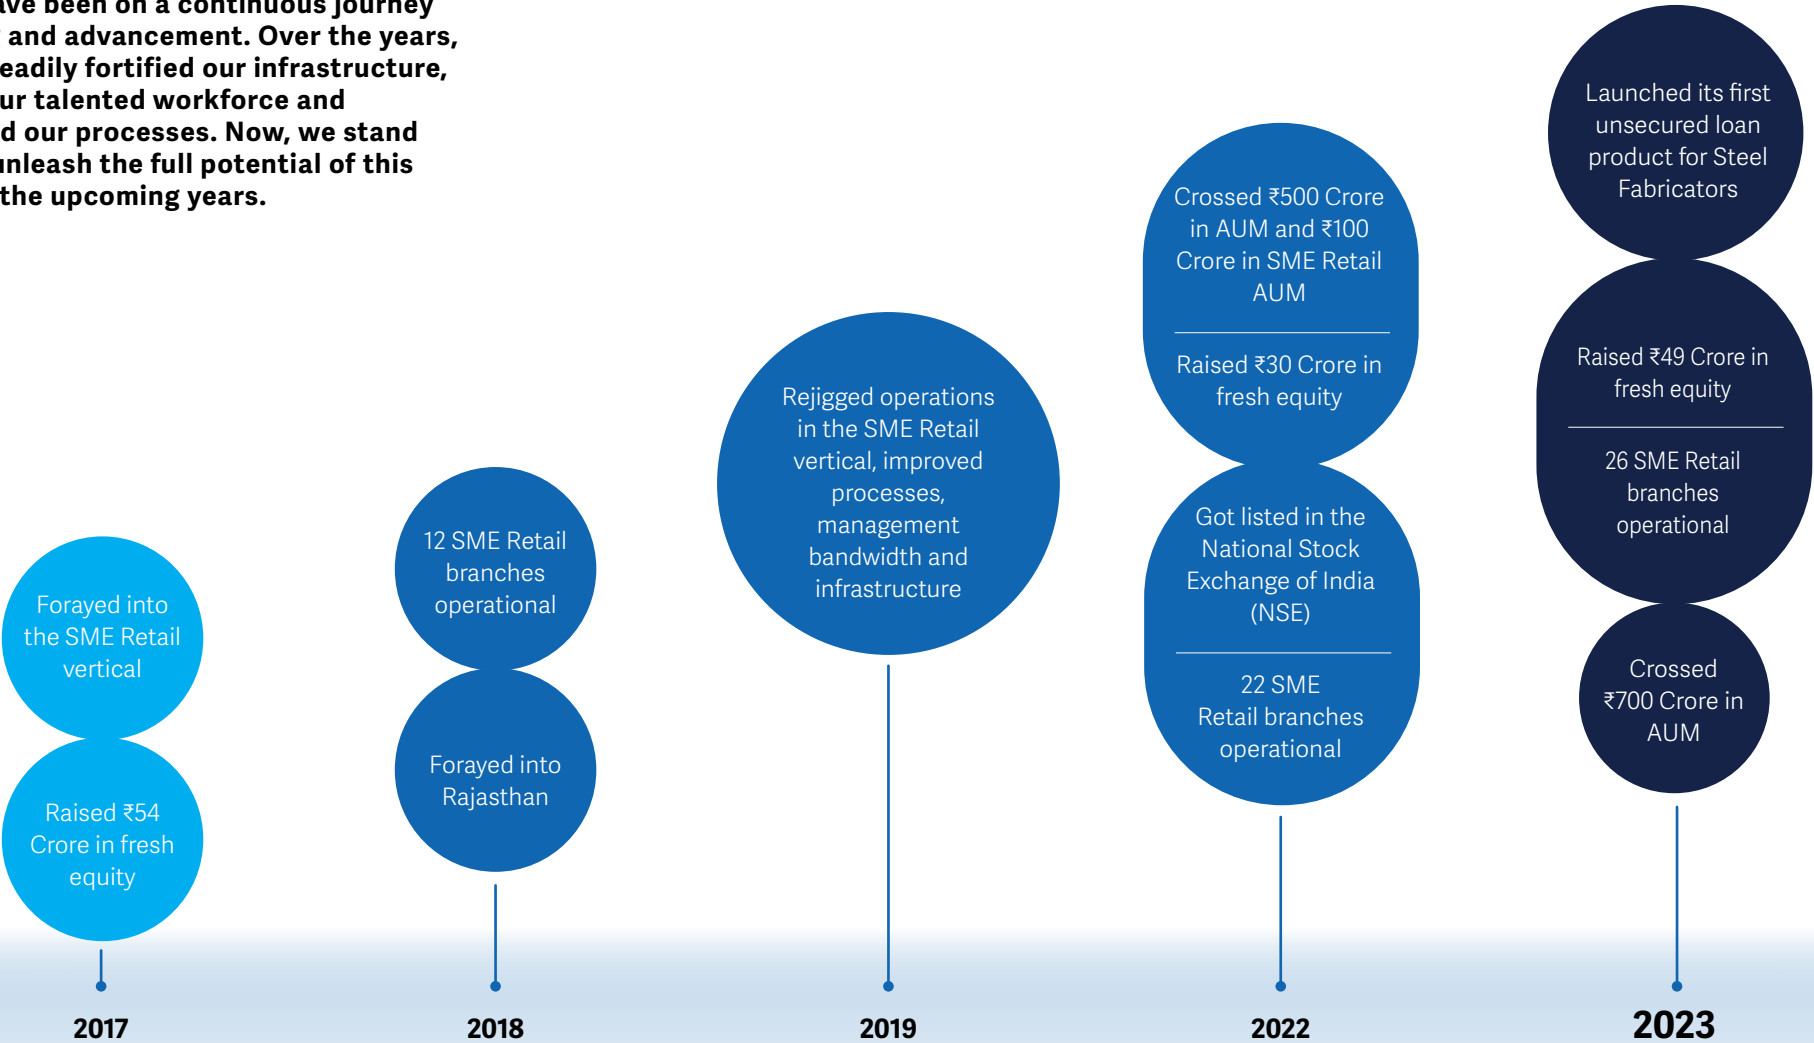 been on a continuous journey
and advancement. Over the years,
fortified our infrastructure,
talented workforce and
our processes. Now, we stand
unleash the full potential of this
the upcoming years.
Forayed into
the SME Retail
vertical
Raised ₹54
Crore in fresh
equity
2017
12 SME Retail
branches
operational
Forayed into
Rajasthan
2018
Rejigged operations
in the SME Retail
vertical, improved
processes,
management
bandwidth and
infrastructure
2019
Crossed ₹500 Crore
in AUM and ₹100
Crore in SME Retail
AUM
Raised ₹30 Crore in
fresh equity
Got listed in the
National Stock
Exchange of India
(NSE)
22 SME
Retail branches
operational
2022
Launched its first
unsecured loan
product for Steel
Fabricators
Raised ₹49 Crore in
fresh equity
26 SME Retail
branches
operational
Crossed
₹700 Crore in
AUM
2023